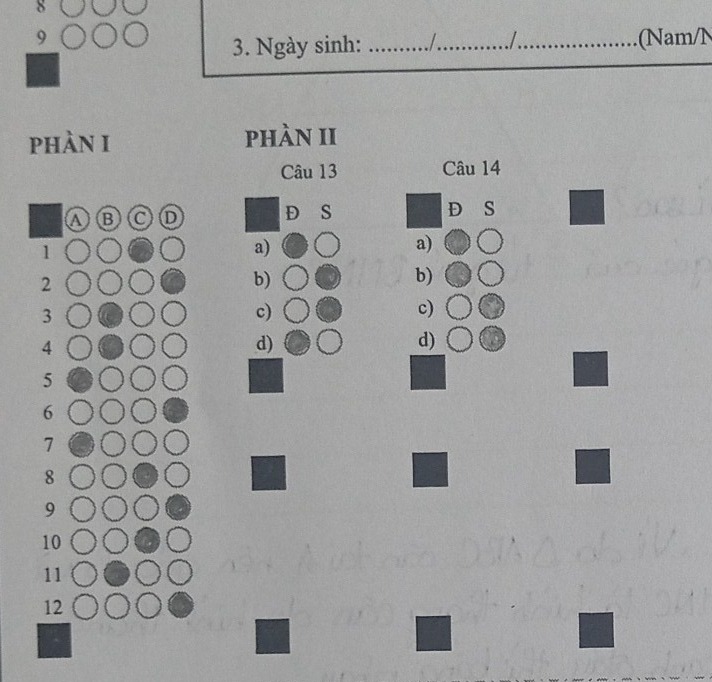 8
9
3. Ngày sinh: ........../............/....................(Nam/N
PHẦN I
PHẦN II
Câu 13
Câu 14
A B C D
Đ S
Đ S
1
a)
a)
2
b)
b)
3
c)
c)
4
d)
d)
5
6
7
8
9
10
11
12